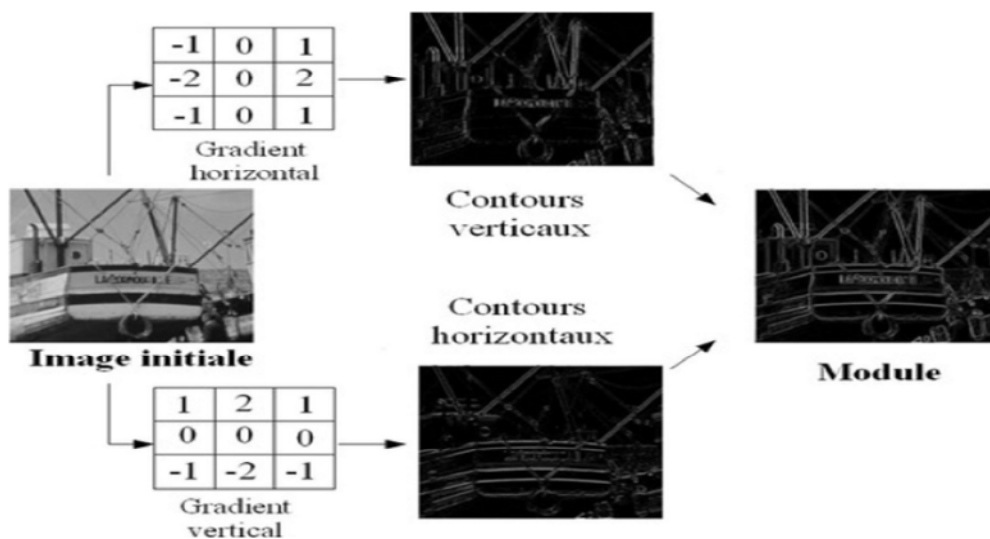 -1 0 1
-2 0 2
-1 0 1
Gradient
horizontal
Contours
verticaux
Image initiale
Contours
horizontaux
Module
1 2 1
0 0 0
-1 -2 -1
Gradient
vertical